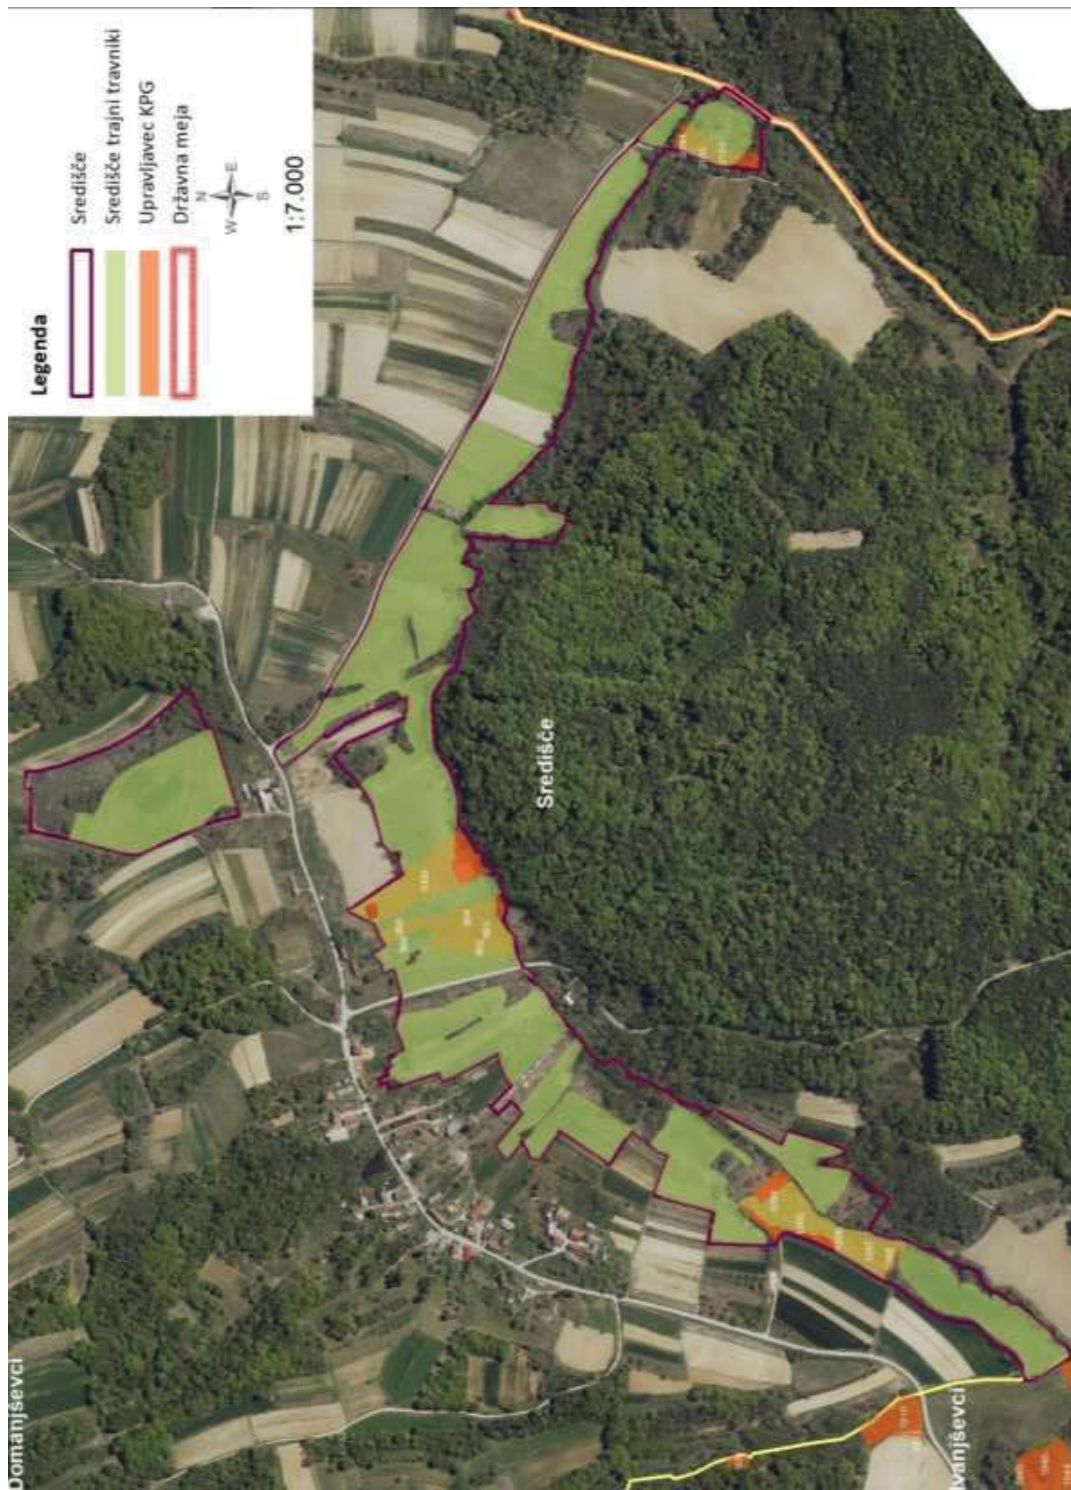 Legenda
Središče
Središče trajni travniki
Upravljavec KPG
Državna meja
N
W
E
S
1:7.000
Središče
Domanjševci
Ivanjševci